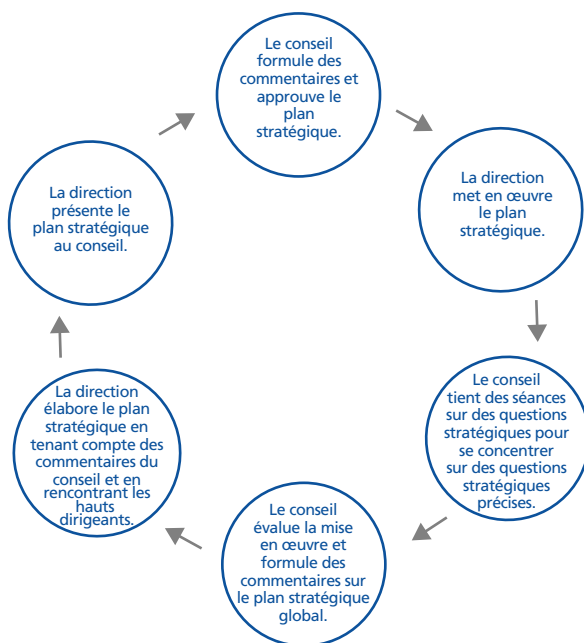 Le conseil
formule des
commentaires et
approuve le
plan
stratégique.
La direction
met en œuvre
le plan
stratégique.
Le conseil
tient des séances
sur des questions
stratégiques pour
se concentrer
sur des questions
stratégiques
précises.
Le conseil
évalue la mise
en œuvre et
formule des
commentaires sur
le plan stratégique
global.
La direction
élabore le plan
stratégique en
tenant compte des
commentaires du
conseil et en
rencontrant les
hauts
dirigeants.
La direction
présente le
plan stratégique
au conseil.